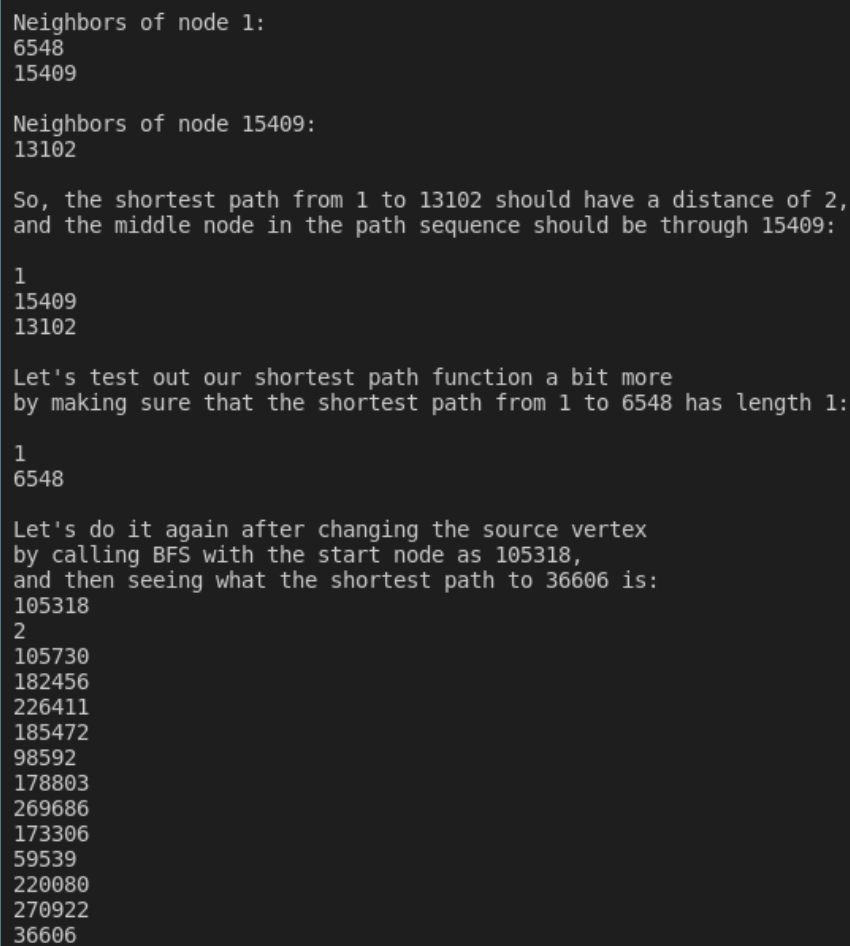 Neighbors of node 1:
6548
15409
Neighbors of node 15409:
13102
So, the shortest path from 1 to 13102 should have a distance of 2,
and the middle node in the path sequence should be through 15409:
1
15409
13102
Let's test out our shortest path function a bit more
by making sure that the shortest path from 1 to 6548 has length 1:
1
6548
Let's do it again after changing the source vertex
by calling BFS with the start node as 105318,
and then seeing what the shortest path to 36606 is:
105318
2
105730
182456
226411
185472
98592
178803
269686
173306
59539
220080
270922
36606